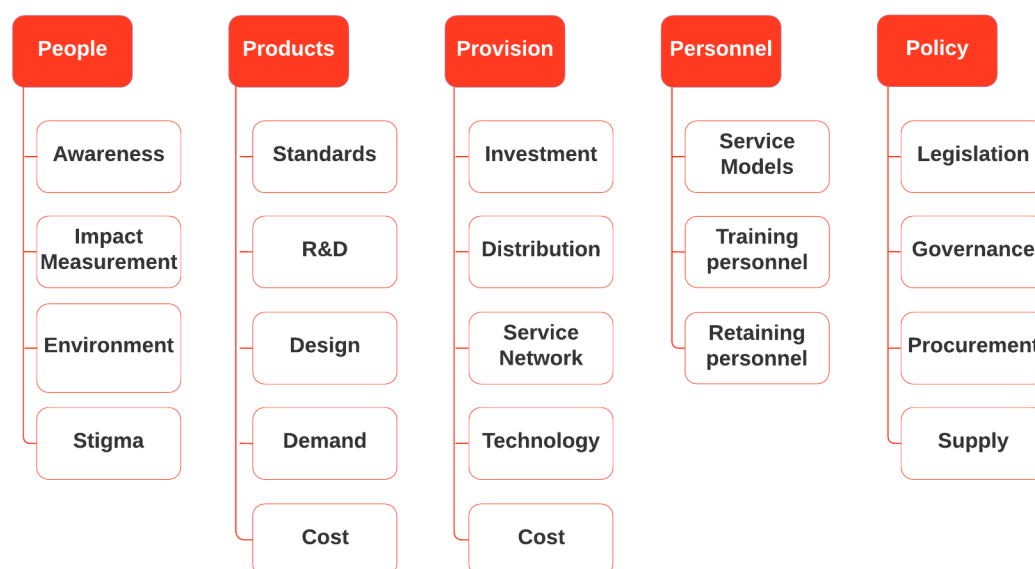 People
Awareness
Impact
Measurement
Environment
Stigma
Products
Standards
R&D
Design
Demand
Cost
Provision
Investment
Distribution
Service
Network
Technology
Cost
Personnel
Service
Models
Training
personnel
Retaining
personnel
Policy
Legislation
Governance
Procurement
Supply